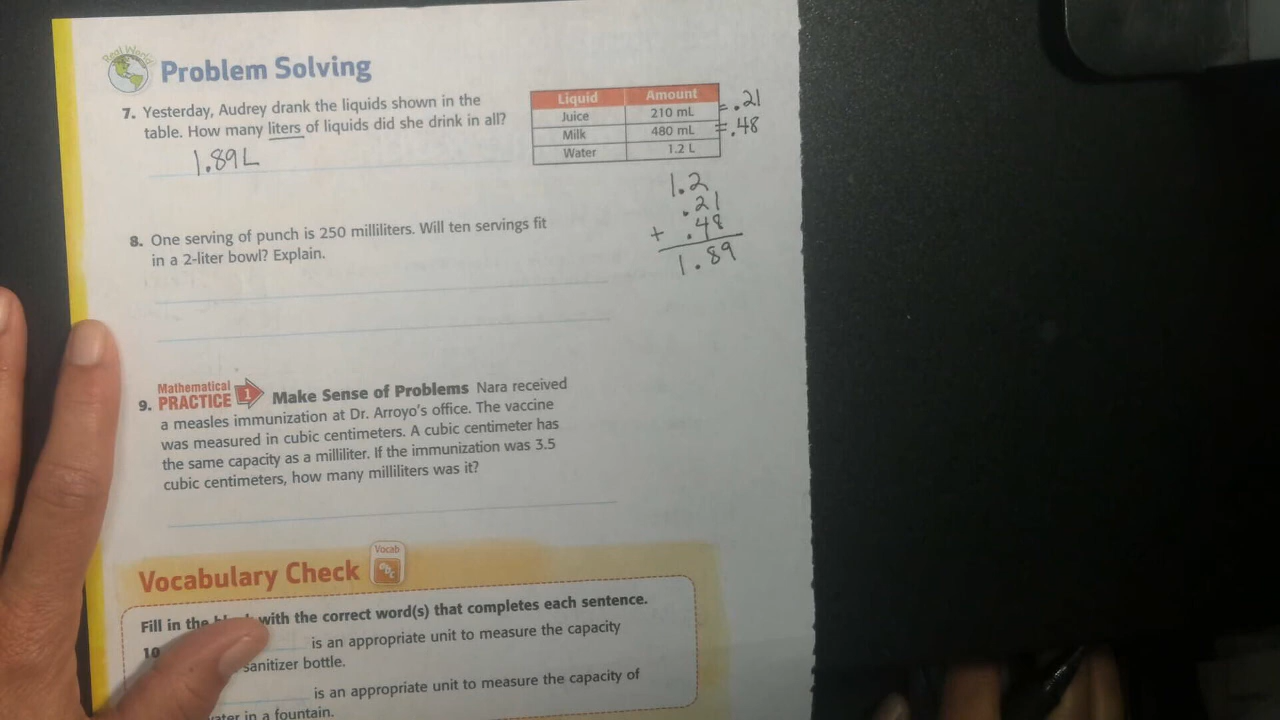 Real World!
Problem Solving
7. Yesterday, Audrey drank the liquids shown in the
table. How many liters of liquids did she drink in all?
1.89L
Liquid Amount
Juice 210 mL = .21
Milk 480 mL = .48
Water 1.2 L
1.2
.21
+ .48
1.89
8. One serving of punch is 250 milliliters. Will ten servings fit
in a 2-liter bowl? Explain.
Mathematical
9. PRACTICE 1 Make Sense of Problems Nara received
a measles immunization at Dr. Arroyo's office. The vaccine
was measured in cubic centimeters. A cubic centimeter has
the same capacity as a milliliter. If the immunization was 3.5
cubic centimeters, how many milliliters was it?
Vocab
Vocabulary Check abc
Fill in the with the correct word(s) that completes each sentence.
10 is an appropriate unit to measure the capacity
sanitizer bottle.
is an appropriate unit to measure the capacity of
in a fountain.